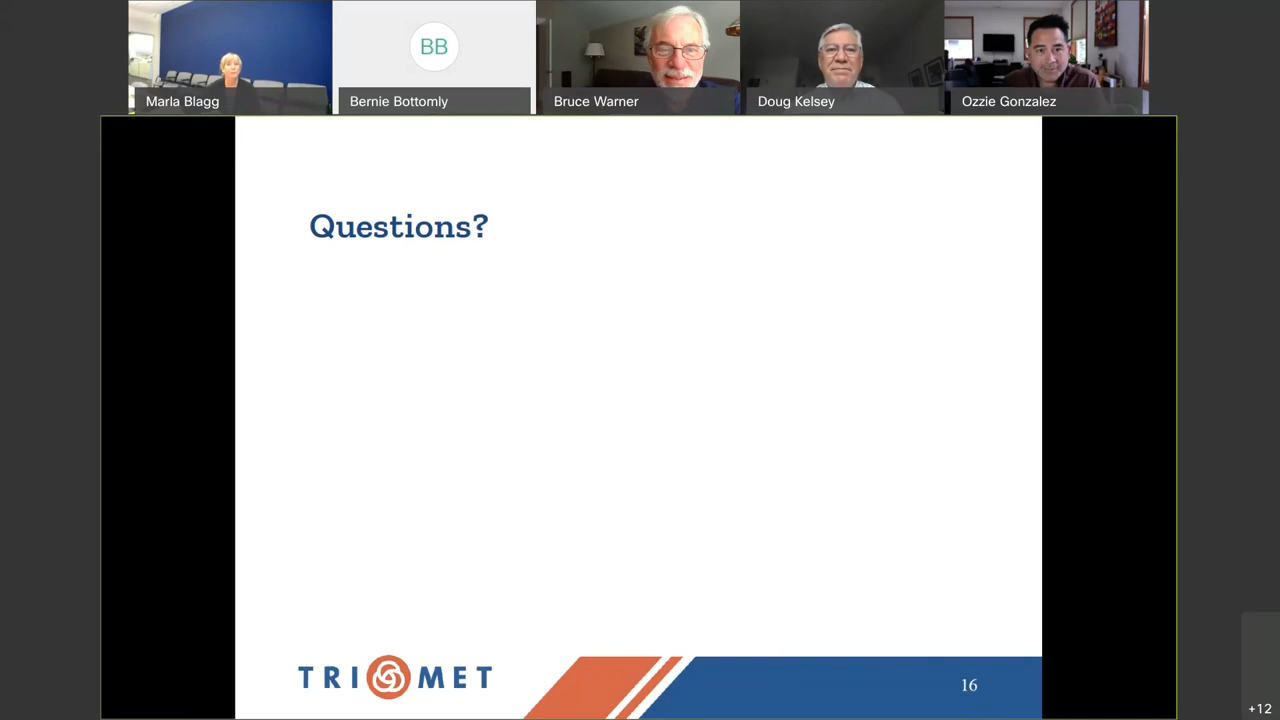 BB
Marla Blagg
Bernie Bottomly
Bruce Warner
Doug Kelsey
Ozzie Gonzalez
Questions?
TRI MET
16
+12